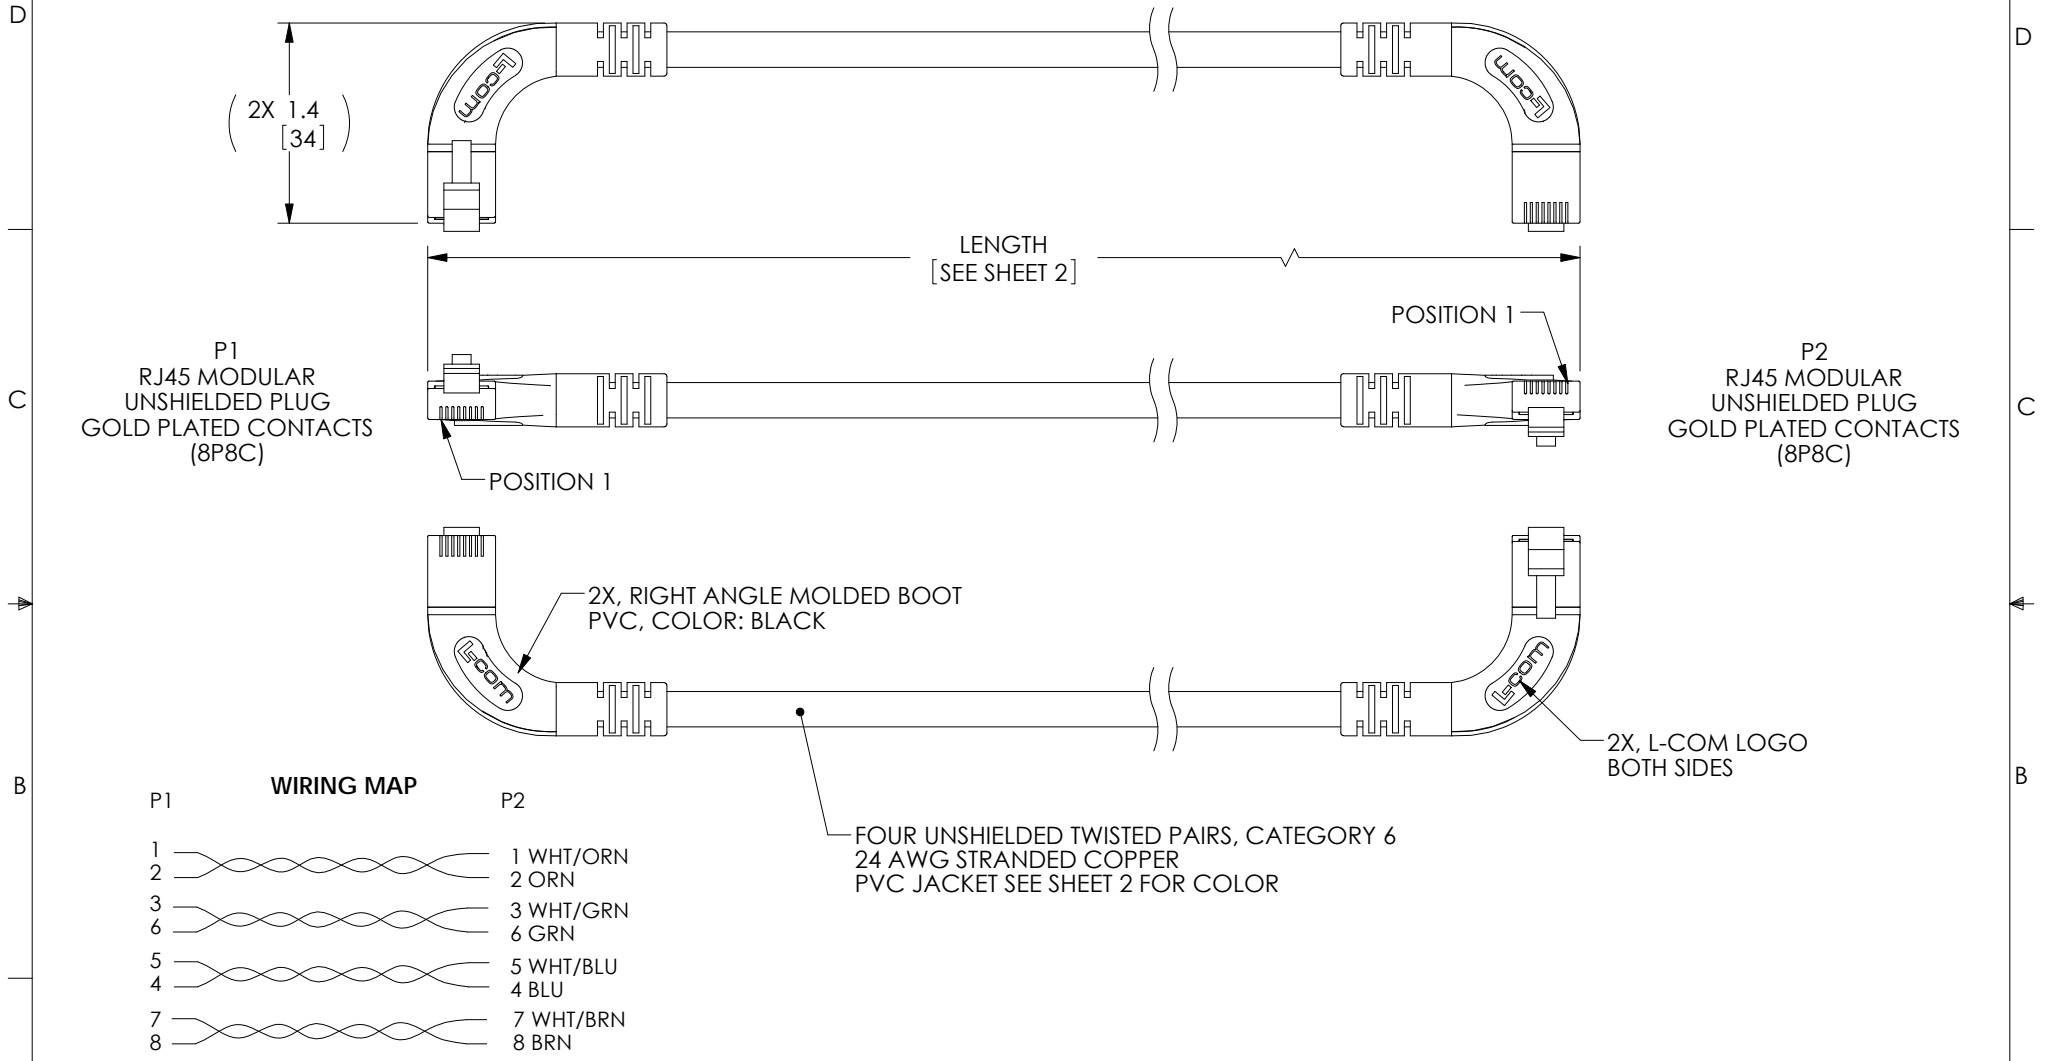 D
D
L-com
L-com
2X 1.4
[34]
LENGTH
[SEE SHEET 2]
POSITION 1
P1
RJ45 MODULAR
UNSHIELDED PLUG
GOLD PLATED CONTACTS
(8P8C)
P2
RJ45 MODULAR
UNSHIELDED PLUG
GOLD PLATED CONTACTS
(8P8C)
C
C
POSITION 1
2X, RIGHT ANGLE MOLDED BOOT
PVC, COLOR: BLACK
L-com
L-com
2X, L-COM LOGO
BOTH SIDES
B
B
WIRING MAP
P1
P2
1
1 WHT/ORN
2
2 ORN
3
3 WHT/GRN
6
6 GRN
5
5 WHT/BLU
4
4 BLU
7
7 WHT/BRN
8
8 BRN
FOUR UNSHIELDED TWISTED PAIRS, CATEGORY 6
24 AWG STRANDED COPPER
PVC JACKET SEE SHEET 2 FOR COLOR